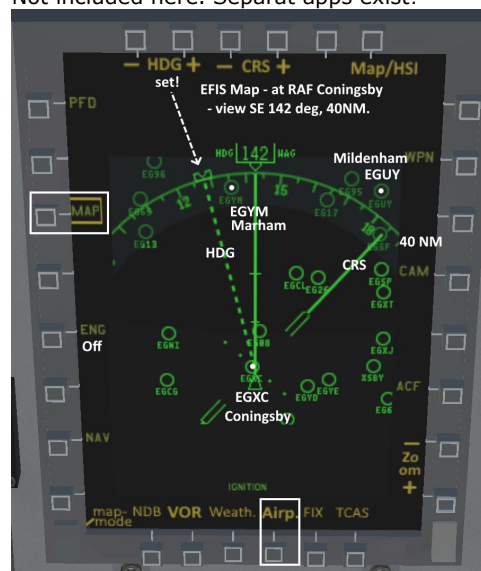 Not included here. Separat apps exist!
— HDG + — CRS + Map/HSI
set!
EFIS Map - at RAF Coningsby
- view SE 142 deg, 40NM.
PFD
HDG 142 MAG
Mildenham WPN
EGUY
EG96
EGYM
EG95
EGUY
12
15
18
MAP
EG59
EGYM
Marham
EG17
EGSF
EG13
HDG
40 NM
CRS
CAM
EGCL EG26
EGSP
EGXT
ENG
Off
EGNI
EGBB
EGXJ
EGXC
XSBY
EGCG
EGYD EGYE
ACF
EGXC
Coningsby
EG6
NAV
Zo
om
+
IGNITION
map- NDB VOR Weath. Airp. FIX TCAS
mode